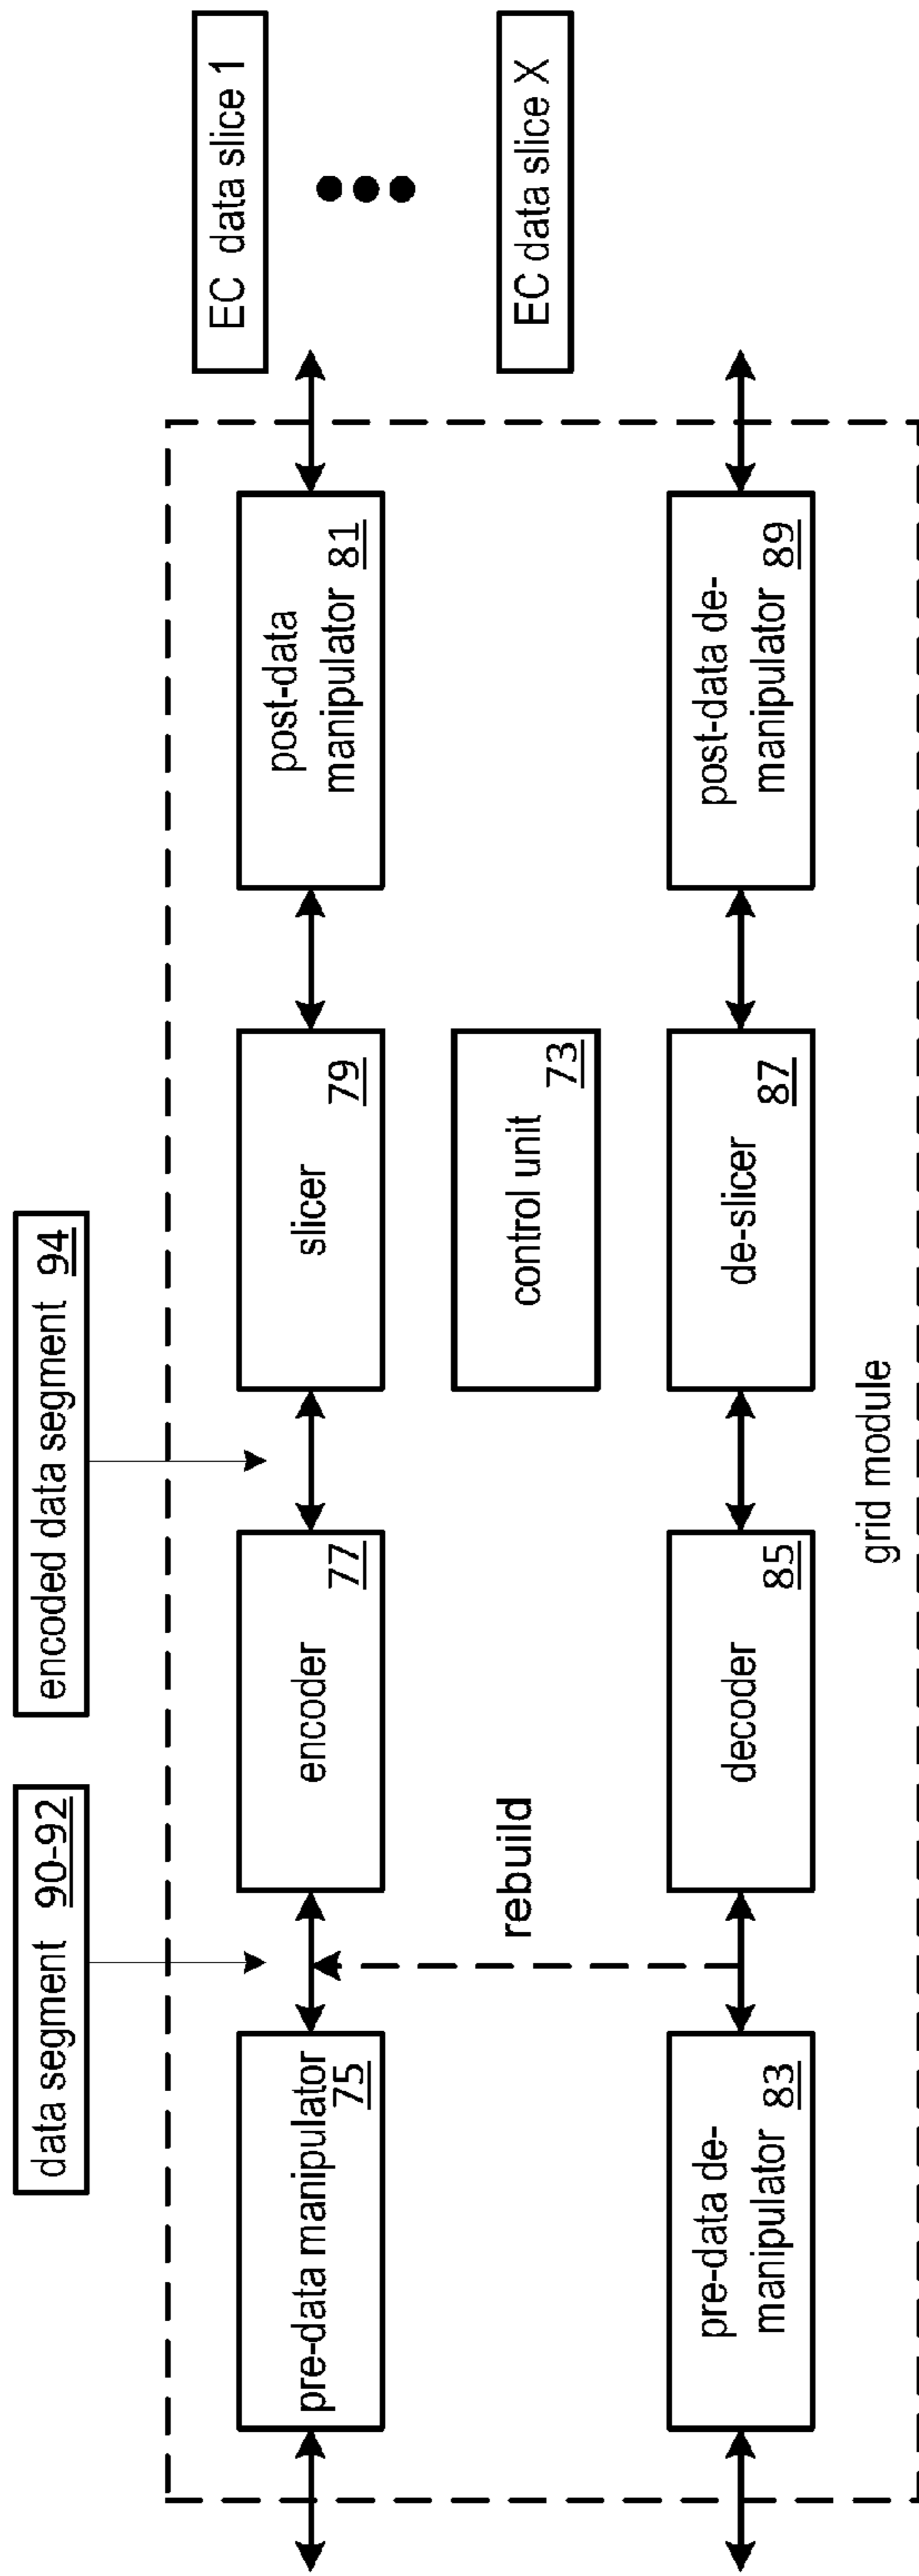 data segment 90-92
encoded data segment 94
EC data slice 1
EC data slice X
pre-data manipulator
75
encoder
77
slicer
79
post-data
manipulator 81
rebuild
control unit
73
pre-data de-
manipulator 83
decoder
85
de-slicer
87
post-data de-
manipulator 89
grid module